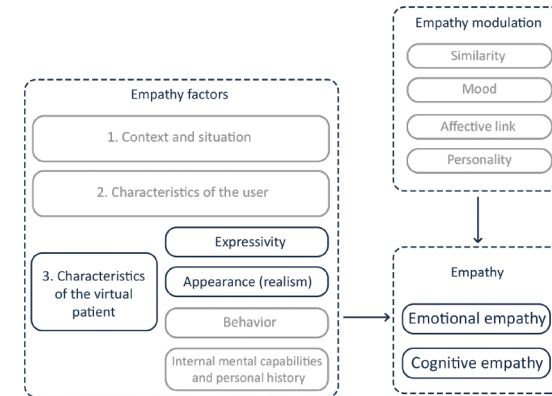 Empathy modulation
Similarity
Mood
Affective link
Personality
Empathy factors
1. Context and situation
2. Characteristics of the user
3. Characteristics
of the virtual
patient
Expressivity
Appearance (realism)
Behavior
Internal mental capabilities
and personal history
Empathy
Emotional empathy
Cognitive empathy